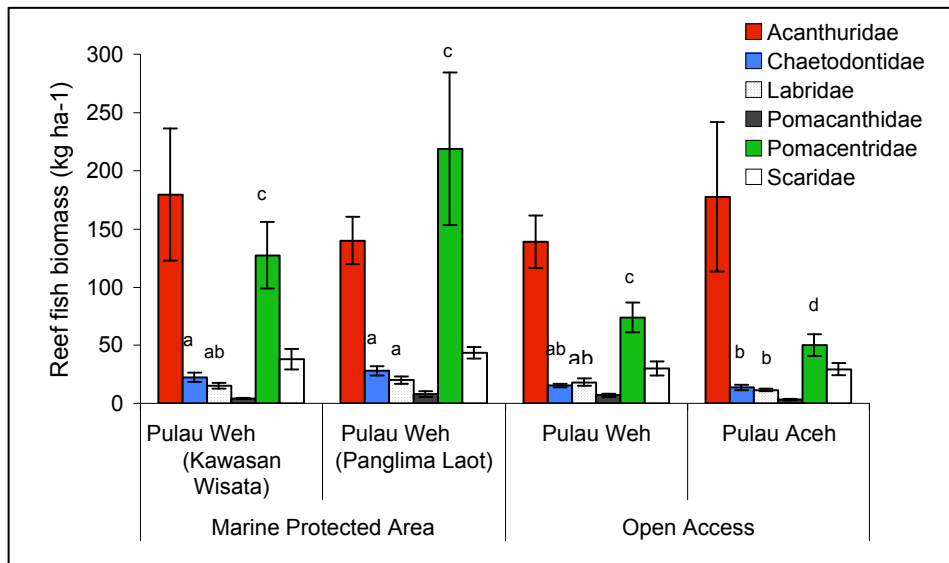 Reef fish biomass (kg ha-1)
300
250
200
150
100
50
0
Acanthuridae
Chaetodontidae
Labridae
Pomacanthidae
Pomacentridae
Scaridae
a ab c
a a c
ab ab c
b b d
Pulau Weh
(Kawasan
Wisata)
Pulau Weh
(Panglima Laot)
Pulau Weh
Pulau Aceh
Marine Protected Area
Open Access